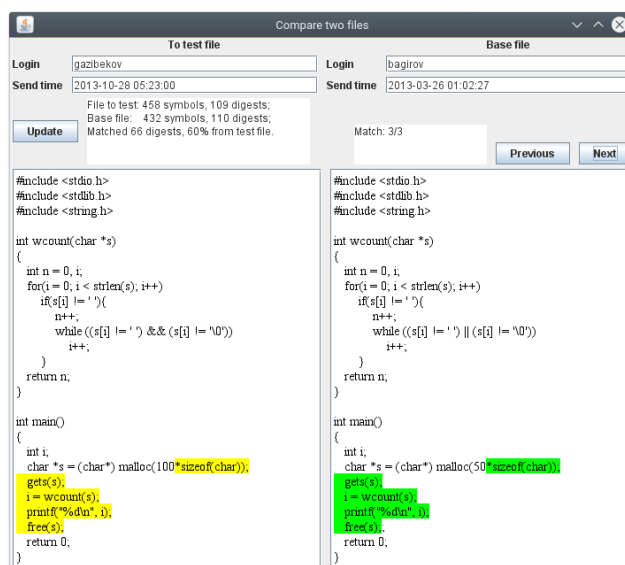 Compare two files
To test file
Base file
Login
gazibekov
Login
bagirov
Send time
2013-10-28 05:23:00
Send time
2013-03-26 01:02:27
Update
File to test: 458 symbols, 109 digests;
Base file: 432 symbols, 110 digests;
Matched 66 digests, 60% from test file.
Match: 3/3
Previous
Next
#include <stdio.h>
#include <stdlib.h>
#include <string.h>
int wcount(char *s)
{
int n = 0, i;
for(i = 0; i < strlen(s); i++)
if(s[i] != ' '){
n++;
while ((s[i] != ' ') && (s[i] != '\0'))
i++;
}
return n;
}
int main()
{
int i;
char *s = (char*) malloc(100*sizeof(char));
gets(s);
i = wcount(s);
printf("%d\n", i);
free(s);
return 0;
}
#include <stdio.h>
#include <stdlib.h>
#include <string.h>
int wcount(char *s)
{
int n = 0, i;
for(i = 0; i < strlen(s); i++)
if(s[i] != ' '){
n++;
while ((s[i] != ' ') || (s[i] != '\0'))
i++;
}
return n;
}
int main()
{
int i;
char *s = (char*) malloc(50*sizeof(char));
gets(s);
i = wcount(s);
printf("%d\n", i);
free(s);
return 0;
}